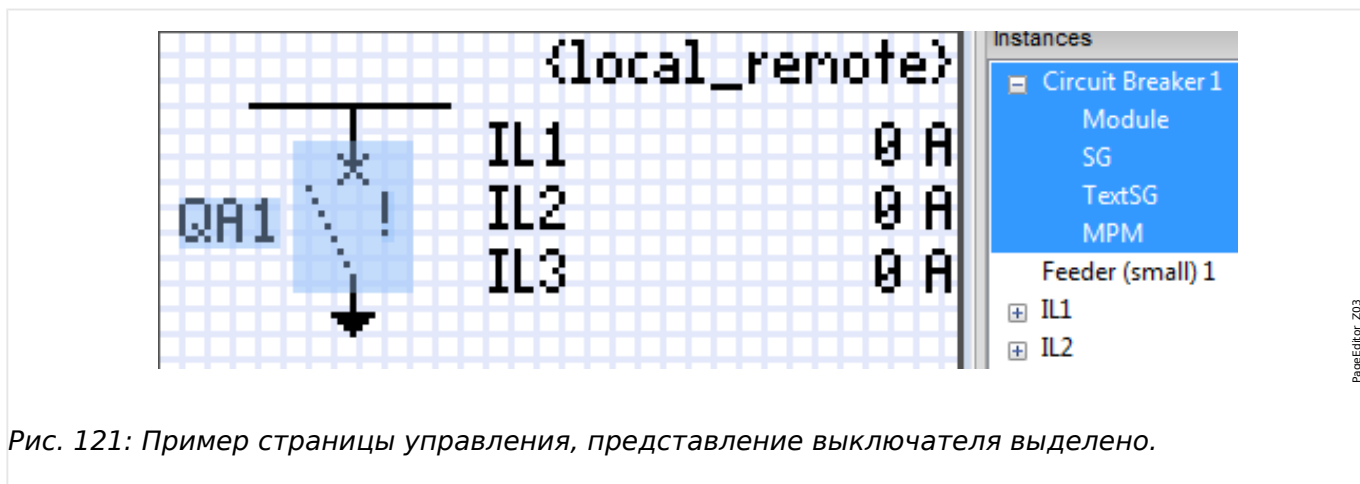 {local_remote}
IL1 0 A
QA1 ! IL2 0 A
IL3 0 A
Instances
Circuit Breaker 1
Module
SG
TextSG
MPM
Feeder (small) 1
IL1
IL2
PageEditor_Z03
Рис. 121: Пример страницы управления, представление выключателя выделено.